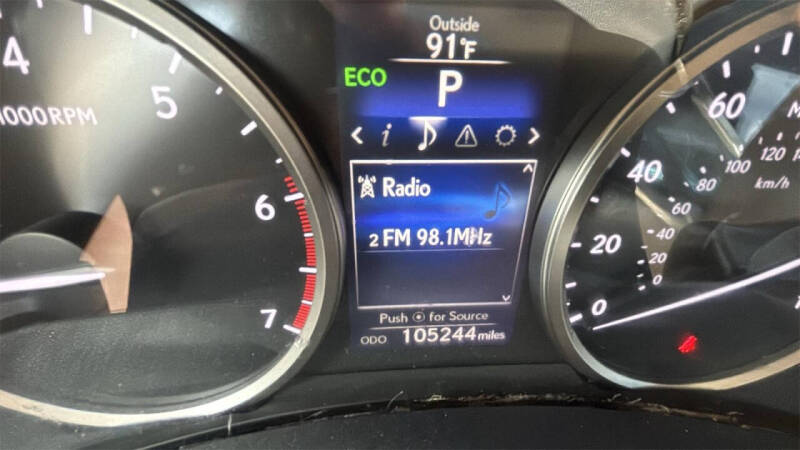 Outside
91°F
ECO
P
4
5
6
7
1000RPM
< i >
Radio
2 FM 98.1MHz
Push for Source
ODO 105244 miles
60
40
20
0
120
100
80
60
40
20
0
km/h